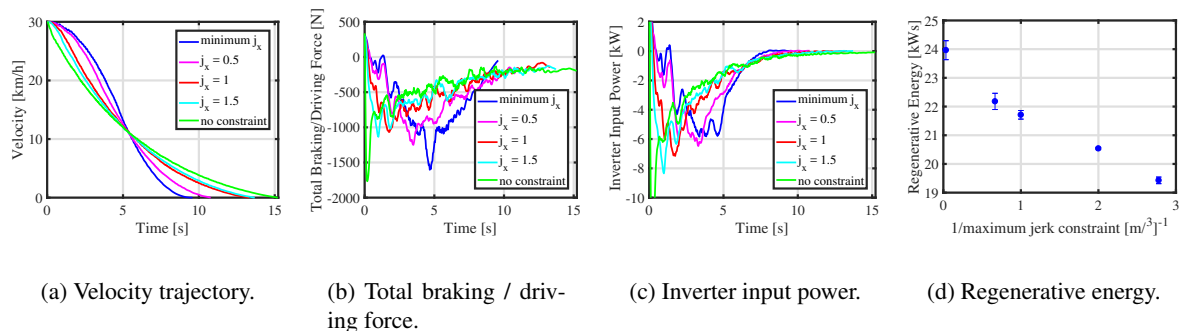 30
20
10
0
0
5
10
15
Velocity [km/h]
Time [s]
minimum j_x
j_x = 0.5
j_x = 1
j_x = 1.5
no constraint
500
0
-500
-1000
-1500
-2000
0
5
10
15
Total Braking/Driving Force [N]
Time [s]
minimum j_x
j_x = 0.5
j_x = 1
j_x = 1.5
no constraint
2
0
-2
-4
-6
-8
-10
0
5
10
15
Inverter Input Power [kW]
Time [s]
minimum j_x
j_x = 0.5
j_x = 1
j_x = 1.5
no constraint
25
24
23
22
21
20
19
0
1
2
3
Regenerative Energy [kWs]
1/maximum jerk constraint [m/³]⁻¹
(a) Velocity trajectory.
(b) Total braking / driv-
ing force.
(c) Inverter input power.
(d) Regenerative energy.